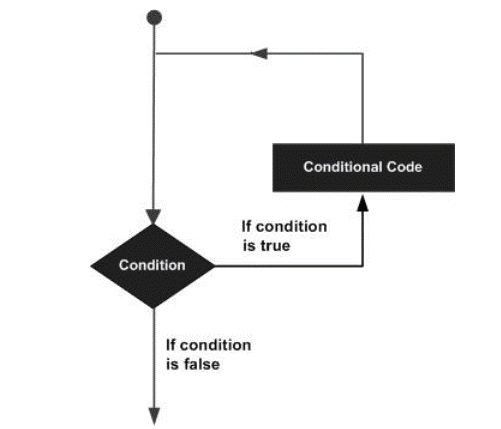 Conditional Code
If condition
is true
Condition
If condition
is false